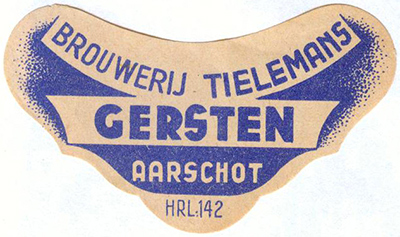 BROUWERIJ TIELEMANS
GERSTEN
AARSCHOT
HRL:142